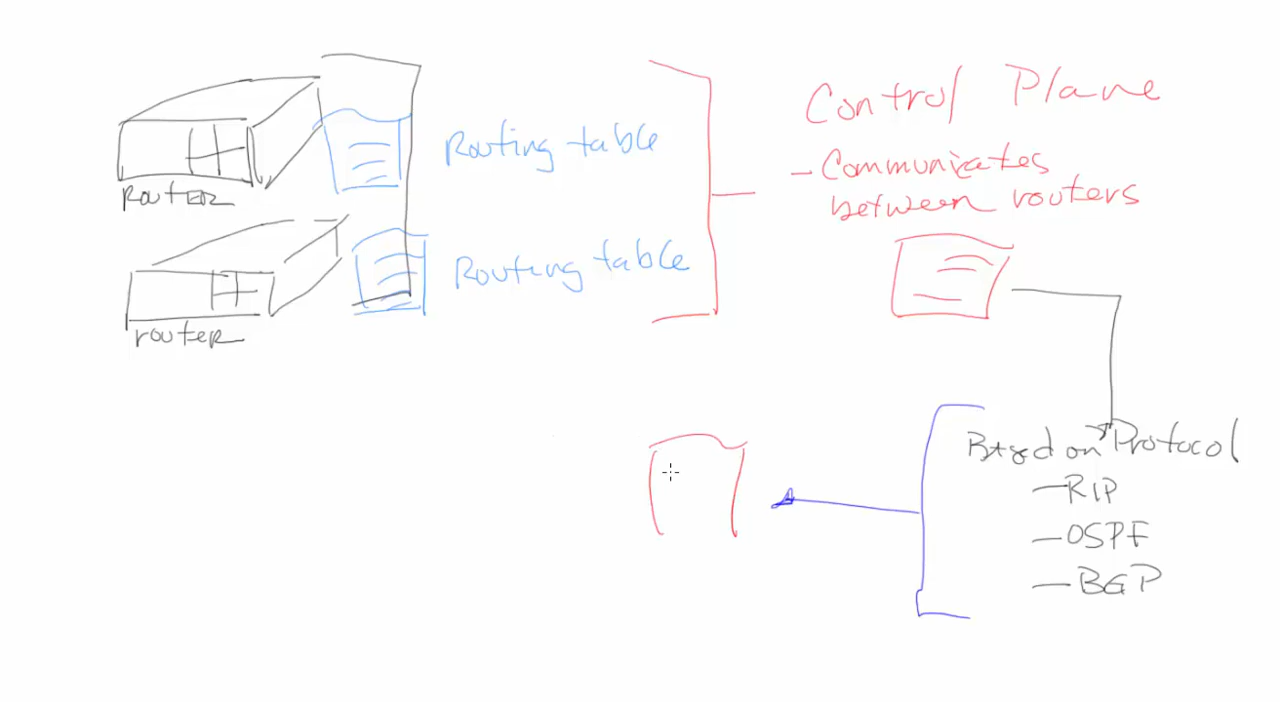 Control Plane
Routing table
- Communicates
between routers
Router
Routing table
router
Based on Protocol
- RIP
- OSPF
- BGP